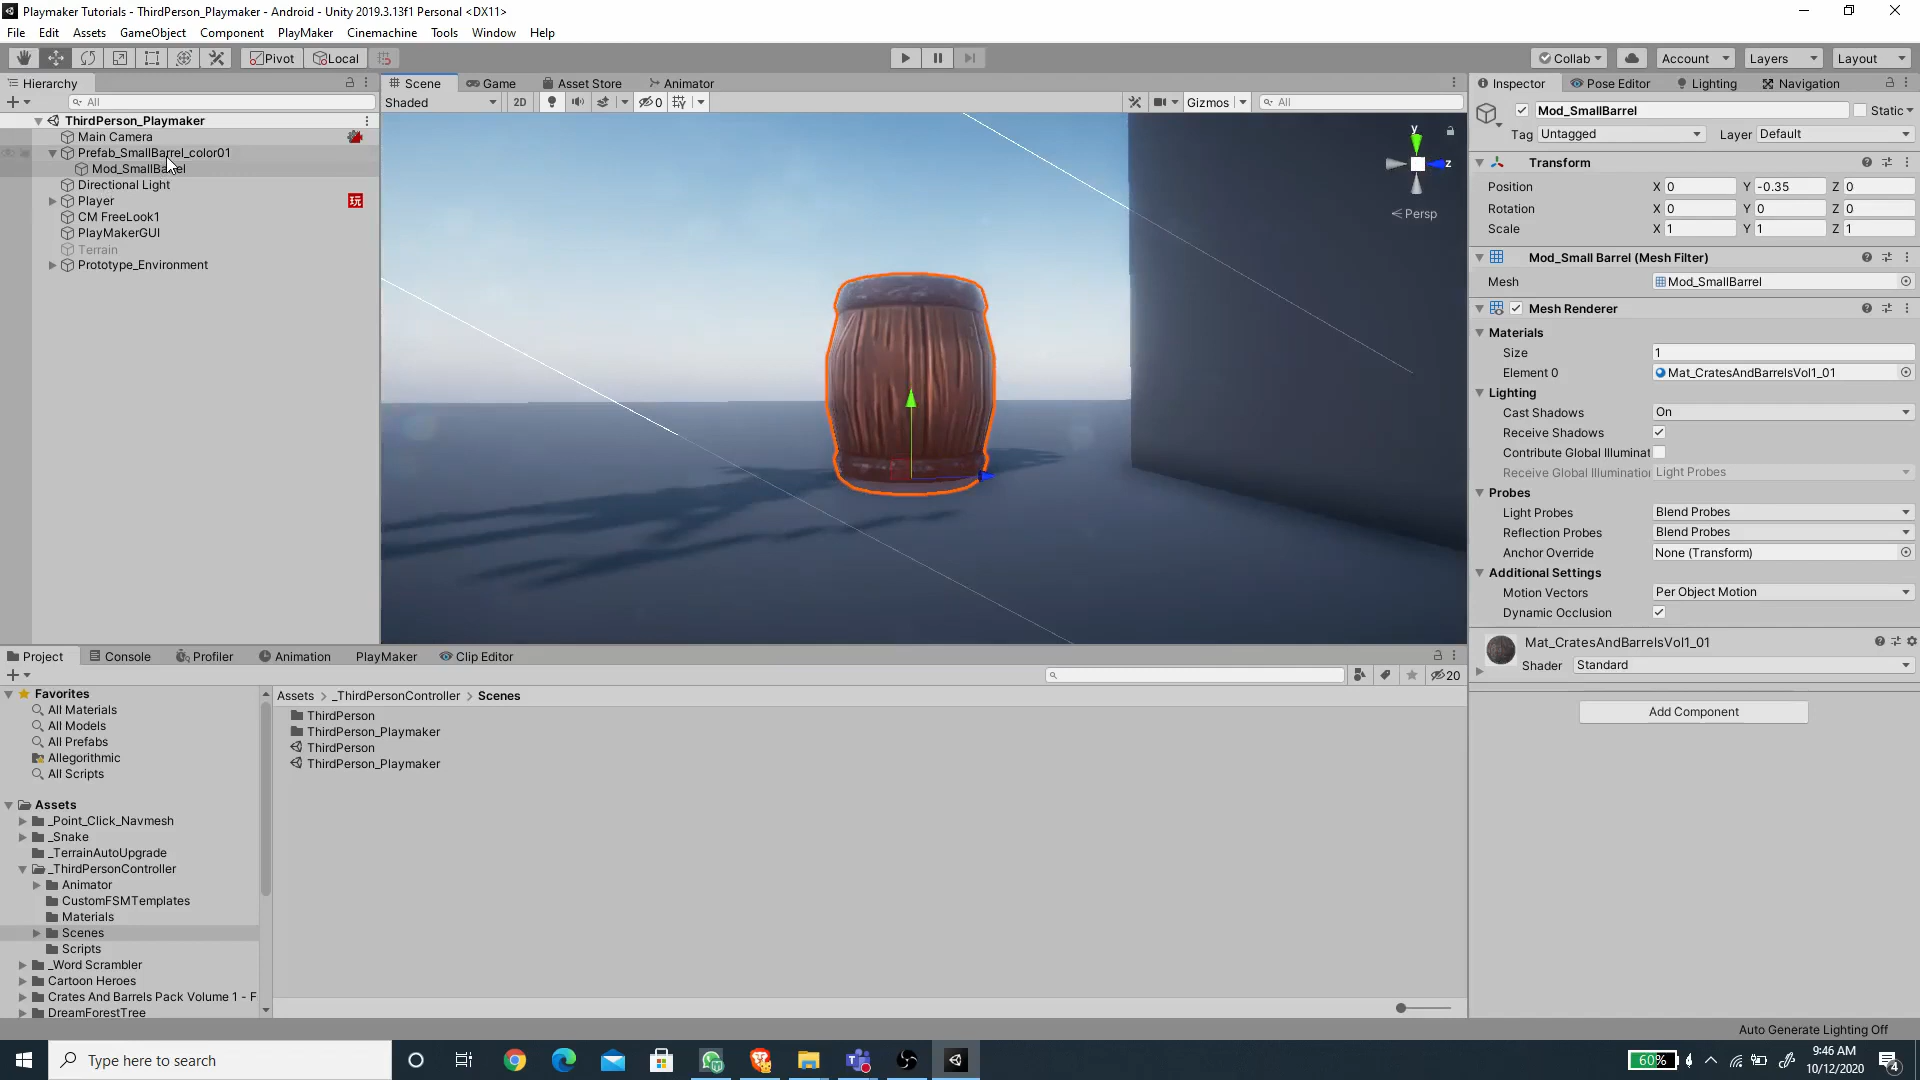 Playmaker Tutorials - ThirdPerson_Playmaker - Android - Unity 2019.3.13f1 Personal <DX11>
File Edit Assets GameObject Component PlayMaker Cinemachine Tools Window Help
Pivot Local Collab Account Layers Layout
Hierarchy
All
ThirdPerson_Playmaker
Main Camera
Prefab_SmallBarrel_color01
Mod_SmallBarrel
Directional Light
Player 玩
CM FreeLook1
PlayMakerGUI
Terrain
Prototype_Environment
Scene Game Asset Store Animator
Shaded 2D 0 Gizmos All
y
z
Persp
Inspector Pose Editor Lighting Navigation
Mod_SmallBarrel Static
Tag Untagged Layer Default
Transform
Position X 0 Y -0.35 Z 0
Rotation X 0 Y 0 Z 0
Scale X 1 Y 1 Z 1
Mod_Small Barrel (Mesh Filter)
Mesh Mod_SmallBarrel
Mesh Renderer
Materials
Size 1
Element 0 Mat_CratesAndBarrelsVol1_01
Lighting
Cast Shadows On
Receive Shadows
Contribute Global Illuminat
Receive Global Illumination Light Probes
Probes
Light Probes Blend Probes
Reflection Probes Blend Probes
Anchor Override None (Transform)
Additional Settings
Motion Vectors Per Object Motion
Dynamic Occlusion
Mat_CratesAndBarrelsVol1_01
Shader Standard
Add Component
Project Console Profiler Animation PlayMaker Clip Editor
20
Favorites
All Materials
All Models
All Prefabs
Allegorithmic
All Scripts
Assets
_Point_Click_Navmesh
_Snake
_TerrainAutoUpgrade
_ThirdPersonController
Animator
CustomFSMTemplates
Materials
Scenes
Scripts
_Word Scrambler
Cartoon Heroes
Crates And Barrels Pack Volume 1 - F
DreamForestTree
Assets > _ThirdPersonController > Scenes
ThirdPerson
ThirdPerson_Playmaker
ThirdPerson
ThirdPerson_Playmaker
Auto Generate Lighting Off
Type here to search
60%
9:46 AM
10/12/2020
4